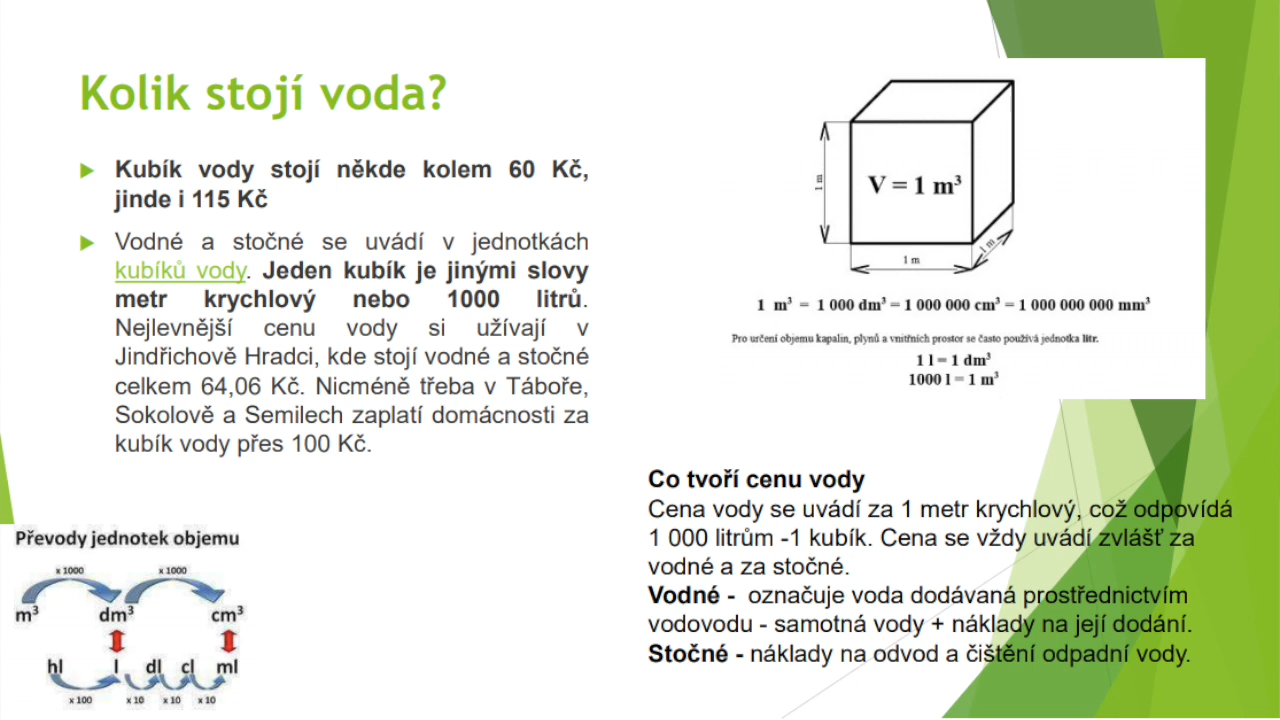 Kolik stojí voda?
Kubík vody stojí někde kolem 60 Kč,
jinde i 115 Kč
Vodné a stočné se uvádí v jednotkách
kubíků vody. Jeden kubík je jinými slovy
metr krychlový nebo 1000 litrů.
Nejlevnější cenu vody si užívají v
Jindřichově Hradci, kde stojí vodné a stočné
celkem 64,06 Kč. Nicméně třeba v Táboře,
Sokolově a Semilech zaplatí domácnosti za
kubík vody přes 100 Kč.
V = 1 m³
1 m
1 m
1 m
1 m³ = 1 000 dm³ = 1 000 000 cm³ = 1 000 000 000 mm³
Pro určení objemu kapalin, plynů a vnitřních prostor se často používá jednotka litr.
1 l = 1 dm³
1000 l = 1 m³
Co tvoří cenu vody
Cena vody se uvádí za 1 metr krychlový, což odpovídá
1 000 litrům -1 kubík. Cena se vždy uvádí zvlášť za
vodné a za stočné.
Vodné - označuje voda dodávaná prostřednictvím
vodovodu - samotná vody + náklady na její dodání.
Stočné - náklady na odvod a čištění odpadní vody.
Převody jednotek objemu
x 1000 x 1000
m³ dm³ cm³
hl l dl cl ml
x 100 x 10 x 10 x 10